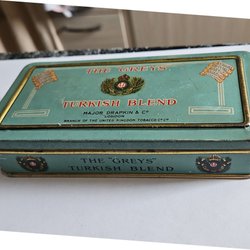 THE "GREYS"
TURKISH BLEND
MAJOR DRAPKIN & Co
LONDON
BRANCH OF THE UNITED KINGDOM TOBACCO Co LTD
THE "GREYS"
TURKISH BLEND